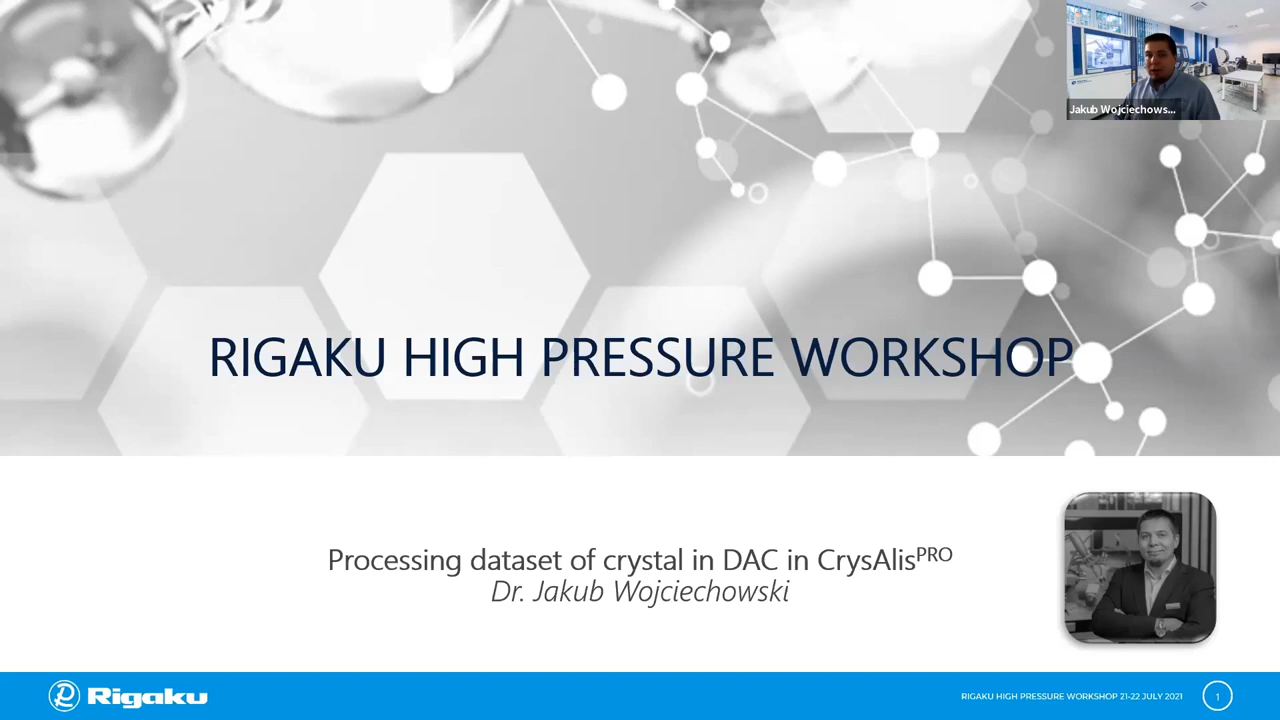 Jakub Wojciechows...
RIGAKU HIGH PRESSURE WORKSHOP
Processing dataset of crystal in DAC in CrysAlisPRO
Dr. Jakub Wojciechowski
Rigaku
RIGAKU HIGH PRESSURE WORKSHOP 21-22 JULY 2021
1